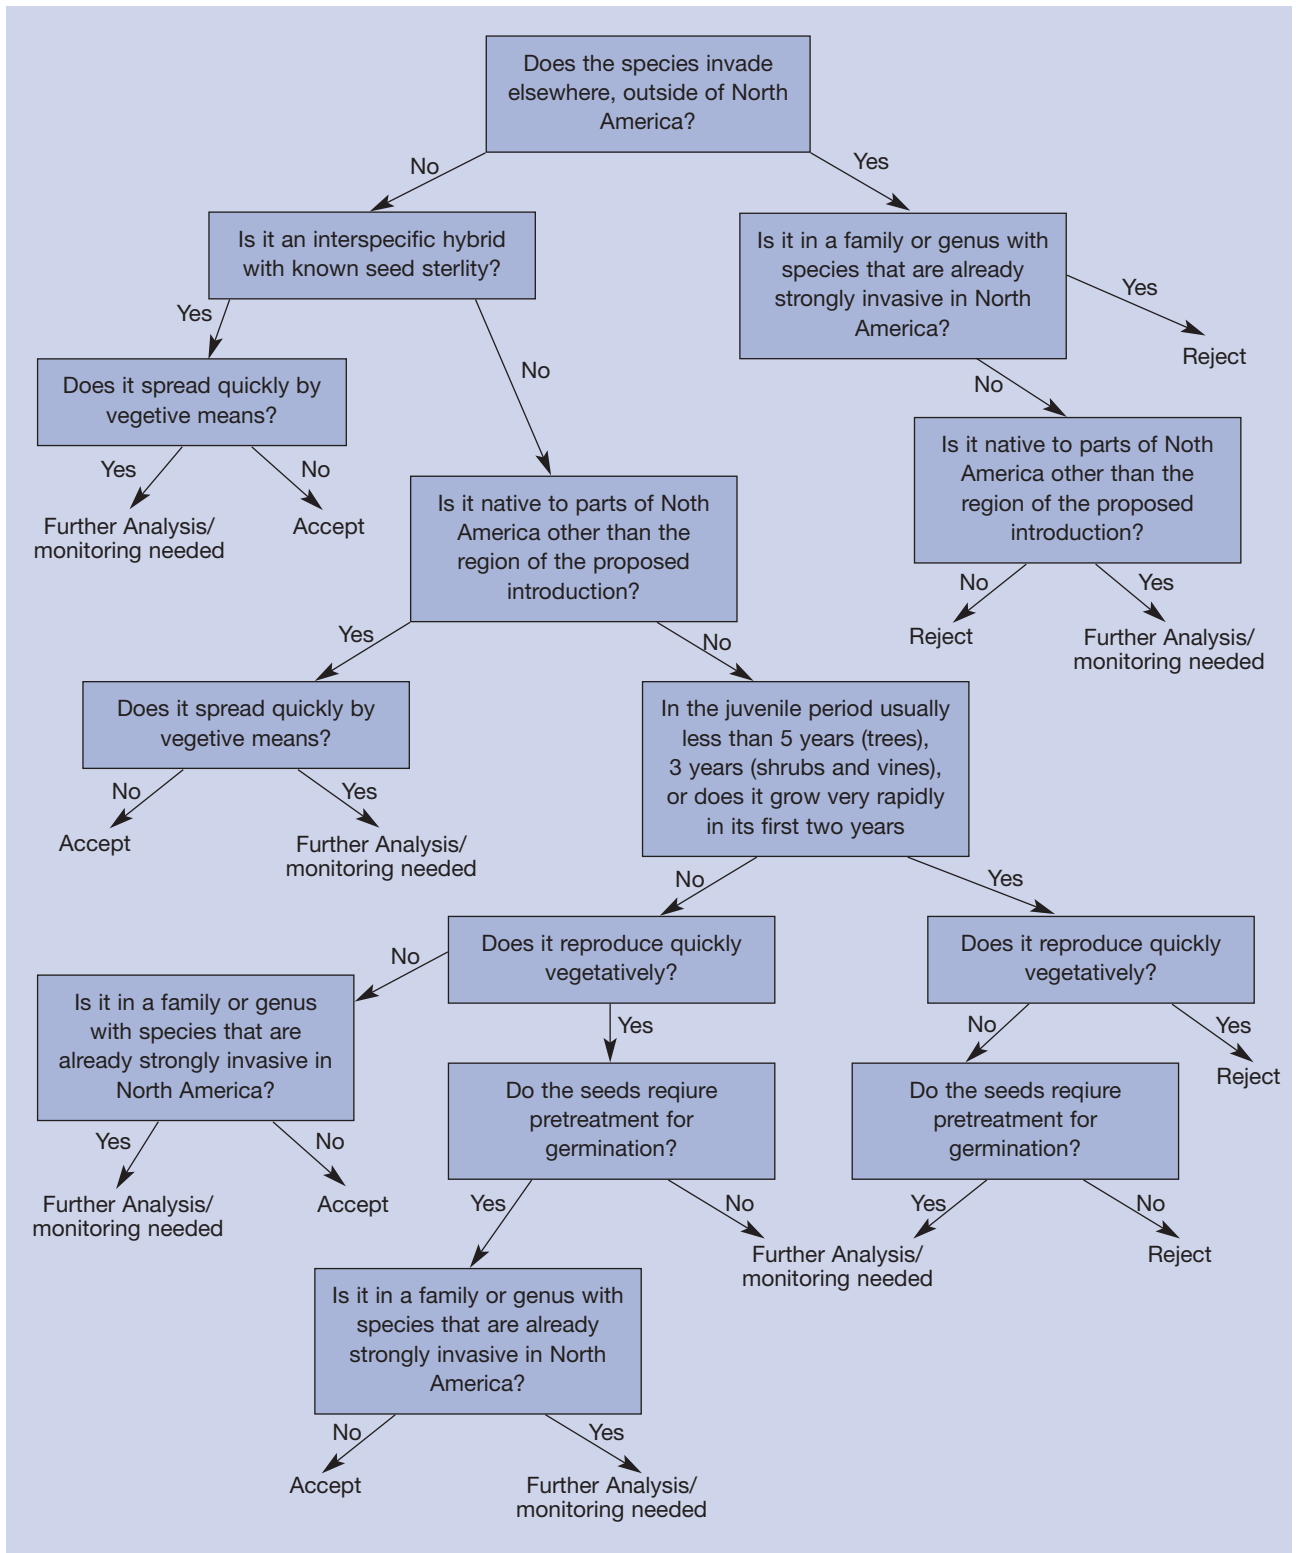 Does the species invade
elsewhere, outside of North
America?
No
Yes
Is it an interspecific hybrid
with known seed sterlity?
Is it in a family or genus with
species that are already
strongly invasive in North
America?
Yes
No
Yes
Reject
No
Does it spread quickly by
vegetive means?
Yes
No
Further Analysis/
monitoring needed
Accept
Is it native to parts of Noth
America other than the
region of the proposed
introduction?
Is it native to parts of Noth
America other than the
region of the proposed
introduction?
No
Yes
Reject
Further Analysis/
monitoring needed
Yes
No
Does it spread quickly by
vegetive means?
No
Yes
Accept
Further Analysis/
monitoring needed
In the juvenile period usually
less than 5 years (trees),
3 years (shrubs and vines),
or does it grow very rapidly
in its first two years
No
Yes
Does it reproduce quickly
vegetatively?
Does it reproduce quickly
vegetatively?
No
Yes
No
Yes
Reject
Is it in a family or genus
with species that are
already strongly invasive in
North America?
Yes
No
Further Analysis/
monitoring needed
Accept
Do the seeds reqiure
pretreatment for
germination?
Do the seeds reqiure
pretreatment for
germination?
Yes
No
Yes
No
Further Analysis/
monitoring needed
Reject
Is it in a family or genus with
species that are already
strongly invasive in North
America?
No
Yes
Accept
Further Analysis/
monitoring needed